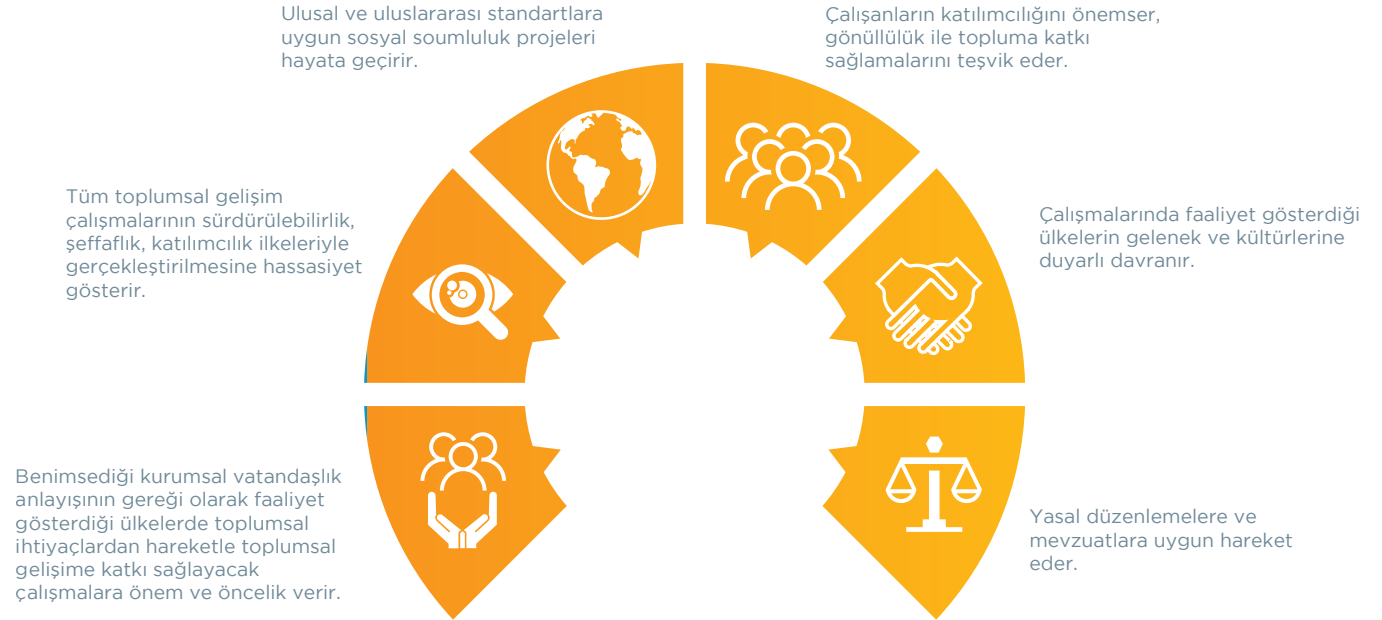 Ulusal ve uluslararası standartlara
uygun sosyal soumluluk projeleri
hayata geçirir.
Çalışanların katılımcılığını önemser,
gönüllülük ile topluma katkı
sağlamalarını teşvik eder.
Tüm toplumsal gelişim
çalışmalarının sürdürülebilirlik,
şeffaflık, katılımcılık ilkeleriyle
gerçekleştirilmesine hassasiyet
gösterir.
Çalışmalarında faaliyet gösterdiği
ülkelerin gelenek ve kültürlerine
duyarlı davranır.
Benimsediği kurumsal vatandaşlık
anlayışının gereği olarak faaliyet
gösterdiği ülkelerde toplumsal
ihtiyaçlardan hareketle toplumsal
gelişime katkı sağlayacak
çalışmalara önem ve öncelik verir.
Yasal düzenlemelere ve
mevzuatlara uygun hareket
eder.